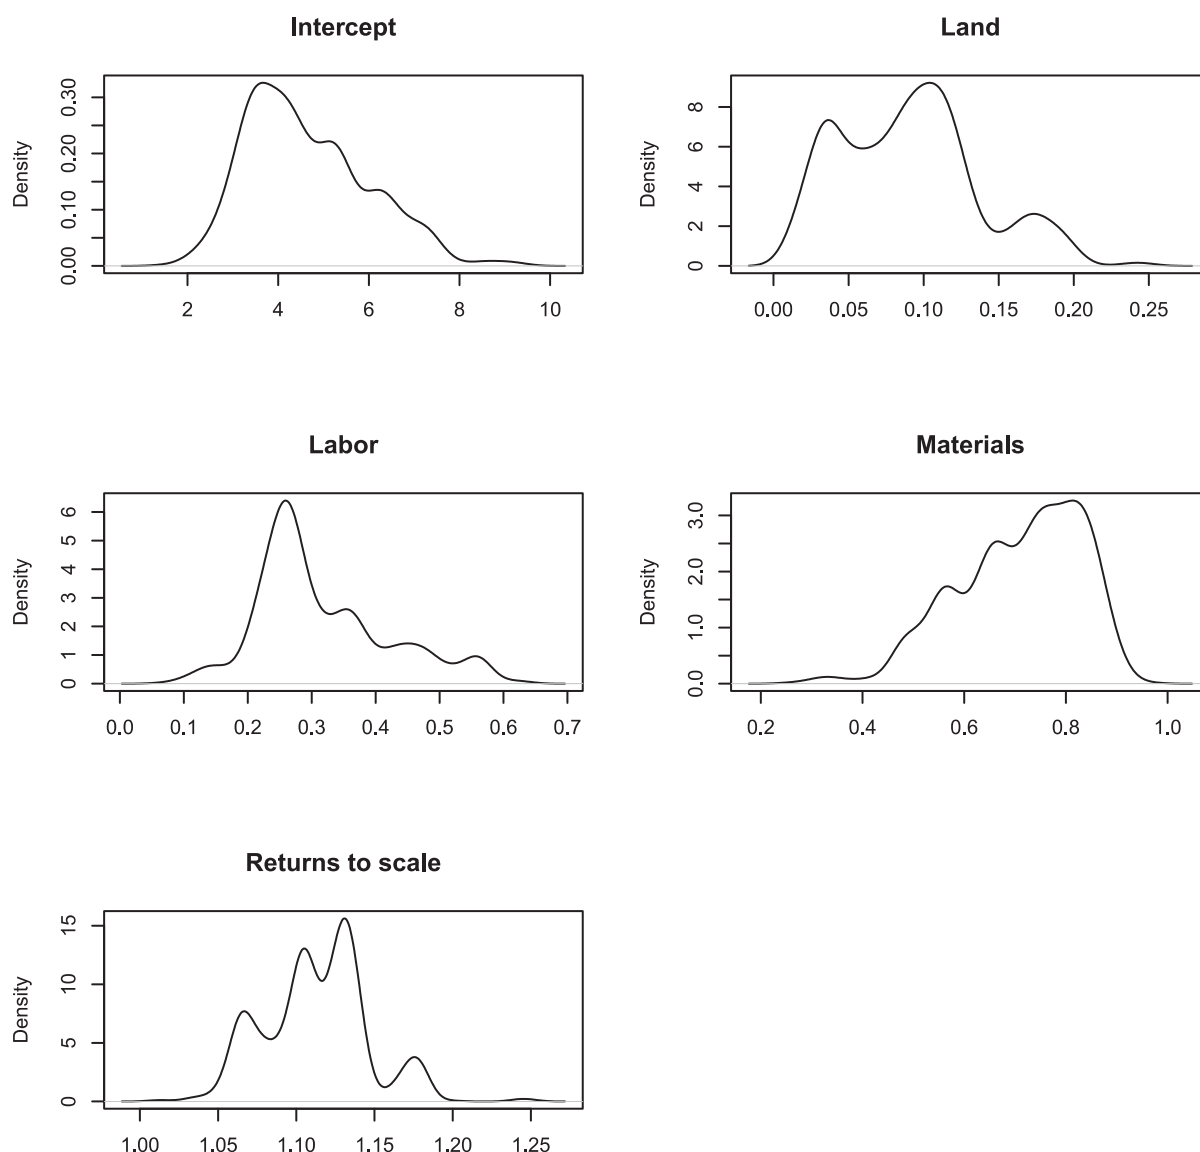 Intercept
Density
0.00 0.10 0.20 0.30
2 4 6 8 10
Land
Density
0 2 4 6 8
0.00 0.05 0.10 0.15 0.20 0.25
Labor
Density
0 1 2 3 4 5 6
0.0 0.1 0.2 0.3 0.4 0.5 0.6 0.7
Materials
Density
0.0 1.0 2.0 3.0
0.2 0.4 0.6 0.8 1.0
Returns to scale
Density
0 5 10 15
1.00 1.05 1.10 1.15 1.20 1.25